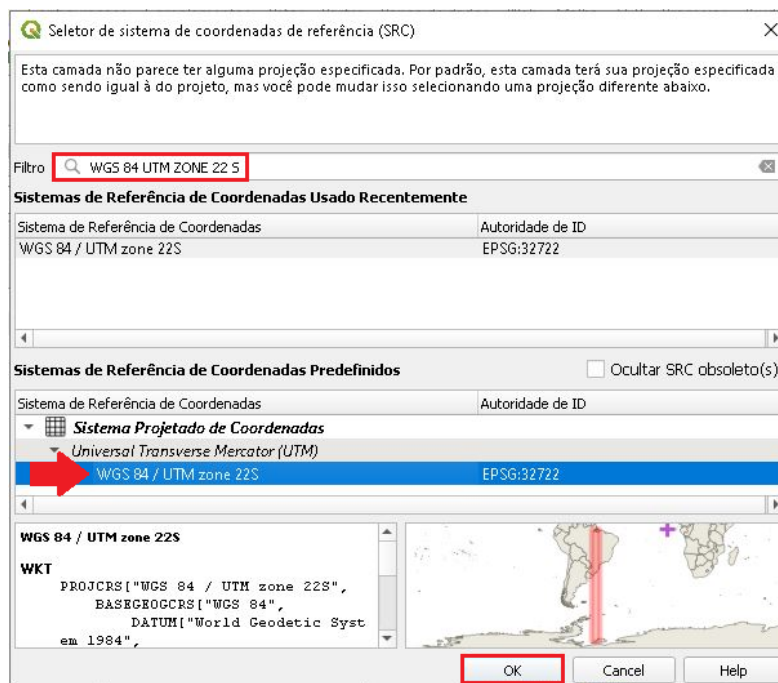 Seletor de sistema de coordenadas de referência (SRC)
Esta camada não parece ter alguma projeção especificada. Por padrão, esta camada terá sua projeção especificada
como sendo igual à do projeto, mas você pode mudar isso selecionando uma projeção diferente abaixo.
Filtro WGS 84 UTM ZONE 22 S
Sistemas de Referência de Coordenadas Usado Recentemente
Sistema de Referência de Coordenadas Autoridade de ID
WGS 84 / UTM zone 22S EPSG:32722
Sistemas de Referência de Coordenadas Predefinidos Ocultar SRC obsoleto(s)
Sistema de Referência de Coordenadas Autoridade de ID
Sistema Projetado de Coordenadas
Universal Transverse Mercator (UTM)
WGS 84 / UTM zone 22S EPSG:32722
WGS 84 / UTM zone 22S
WKT
PROJCRS["WGS 84 / UTM zone 22S",
BASEGEOGCRS["WGS 84",
DATUM["World Geodetic Syst
em 1984",
OK Cancel Help